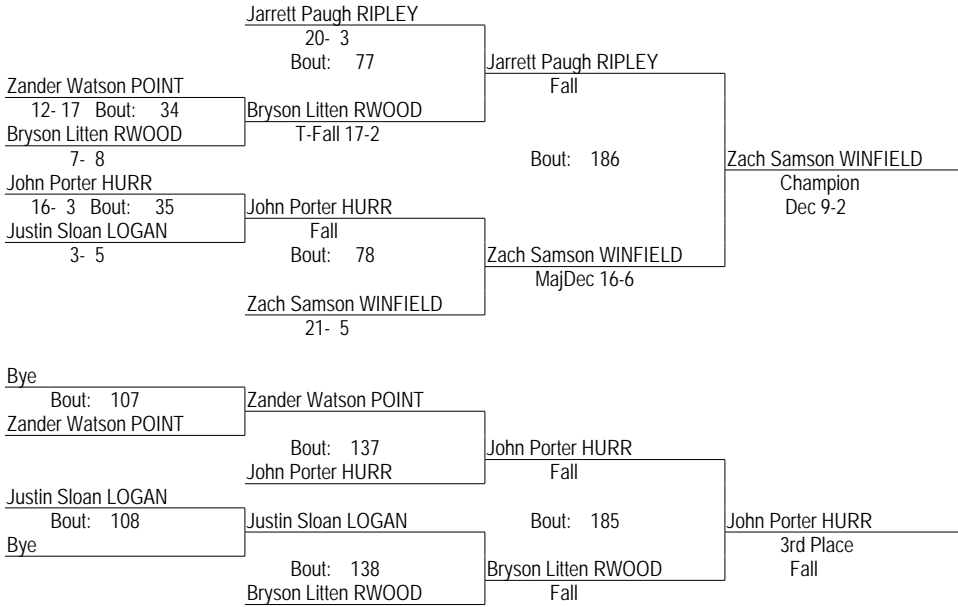 Jarrett Paugh RIPLEY
20- 3
Bout: 77
Jarrett Paugh RIPLEY
Fall
Zander Watson POINT
12- 17 Bout: 34
Bryson Litten RWOOD
Bryson Litten RWOOD
T-Fall 17-2
7- 8
Bout: 186
Zach Samson WINFIELD
Champion
Dec 9-2
John Porter HURR
16- 3 Bout: 35
John Porter HURR
Justin Sloan LOGAN
Fall
3- 5
Bout: 78
Zach Samson WINFIELD
MajDec 16-6
Zach Samson WINFIELD
21- 5
Bye
Bout: 107
Zander Watson POINT
Zander Watson POINT
Bout: 137
John Porter HURR
John Porter HURR
Fall
Justin Sloan LOGAN
Bout: 108
Justin Sloan LOGAN
Bout: 185
John Porter HURR
Bye
3rd Place
Fall
Bout: 138
Bryson Litten RWOOD
Bryson Litten RWOOD
Fall